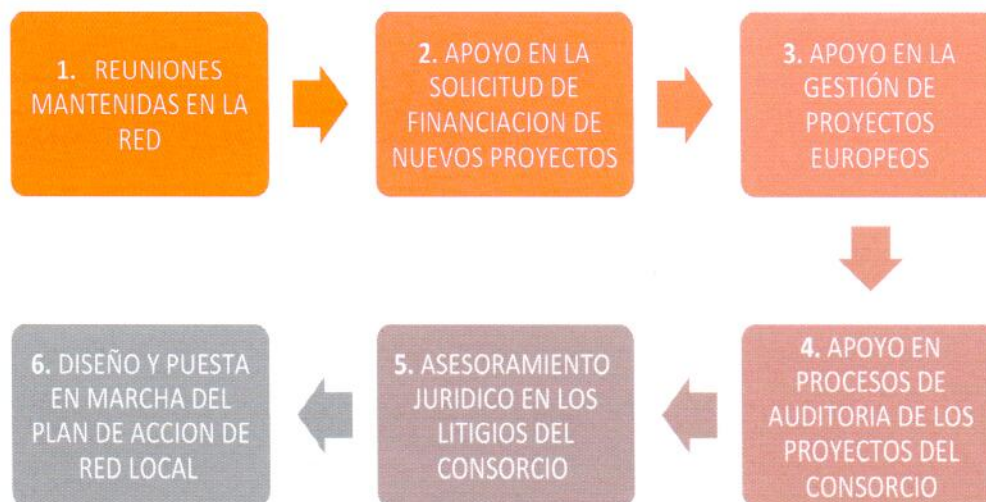 1. REUNIONES
MANTENIDAS EN LA
RED
2. APOYO EN LA
SOLICITUD DE
FINANCIACION DE
NUEVOS PROYECTOS
3. APOYO EN LA
GESTIÓN DE
PROYECTOS
EUROPEOS
4. APOYO EN
PROCESOS DE
AUDITORIA DE LOS
PROYECTOS DEL
CONSORCIO
5. ASESORAMIENTO
JURIDICO EN LOS
LITIGIOS DEL
CONSORCIO
6. DISEÑO Y PUESTA
EN MARCHA DEL
PLAN DE ACCION DE
RED LOCAL